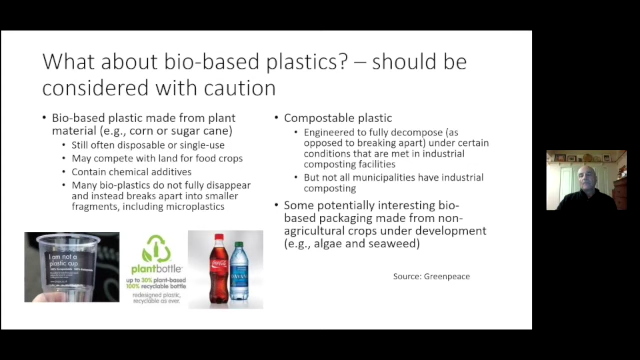 What about bio-based plastics? – should be
considered with caution
• Bio-based plastic made from plant
material (e.g., corn or sugar cane)
• Still often disposable or single-use
• May compete with land for food crops
• Contain chemical additives
• Many bio-plastics do not fully disappear
and instead breaks apart into smaller
fragments, including microplastics
• Compostable plastic
• Engineered to fully decompose (as
opposed to breaking apart) under certain
conditions that are met in industrial
composting facilities
• But not all municipalities have industrial
composting
• Some potentially interesting bio-
based packaging made from non-
agricultural crops under development
(e.g., algae and seaweed)
I am not a
plastic cup
plantbottle
up to 30% plant-based
100% recyclable bottle
redesigned plastic,
recyclable as ever.
Source: Greenpeace